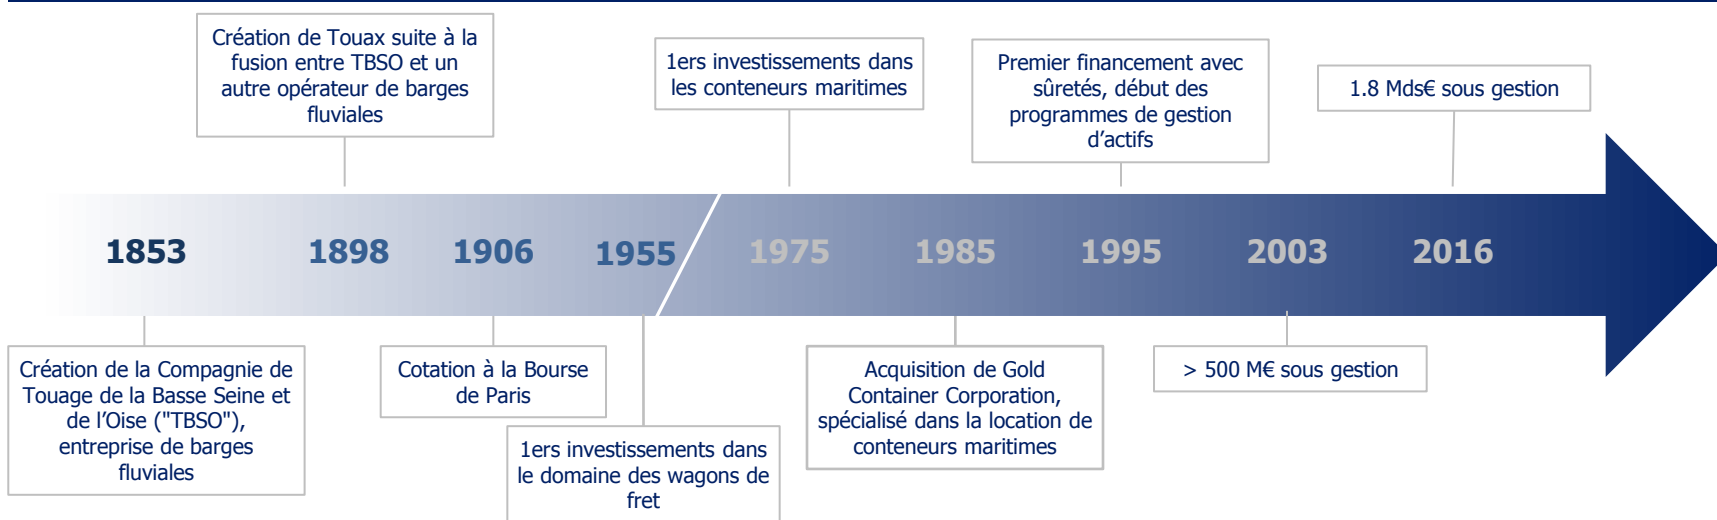 Création de Touax suite à la
fusion entre TBSO et un
autre opérateur de barges
fluviales
1ers investissements dans
les conteneurs maritimes
Premier financement avec
sûretés, début des
programmes de gestion
d'actifs
1.8 Mds€ sous gestion
1853
1898
1906
1955
1975
1985
1995
2003
2016
Création de la Compagnie de
Touage de la Basse Seine et
de l'Oise ("TBSO"),
entreprise de barges
fluviales
Cotation à la Bourse
de Paris
1ers investissements dans
le domaine des wagons de
fret
Acquisition de Gold
Container Corporation,
spécialisé dans la location de
conteneurs maritimes
> 500 M€ sous gestion